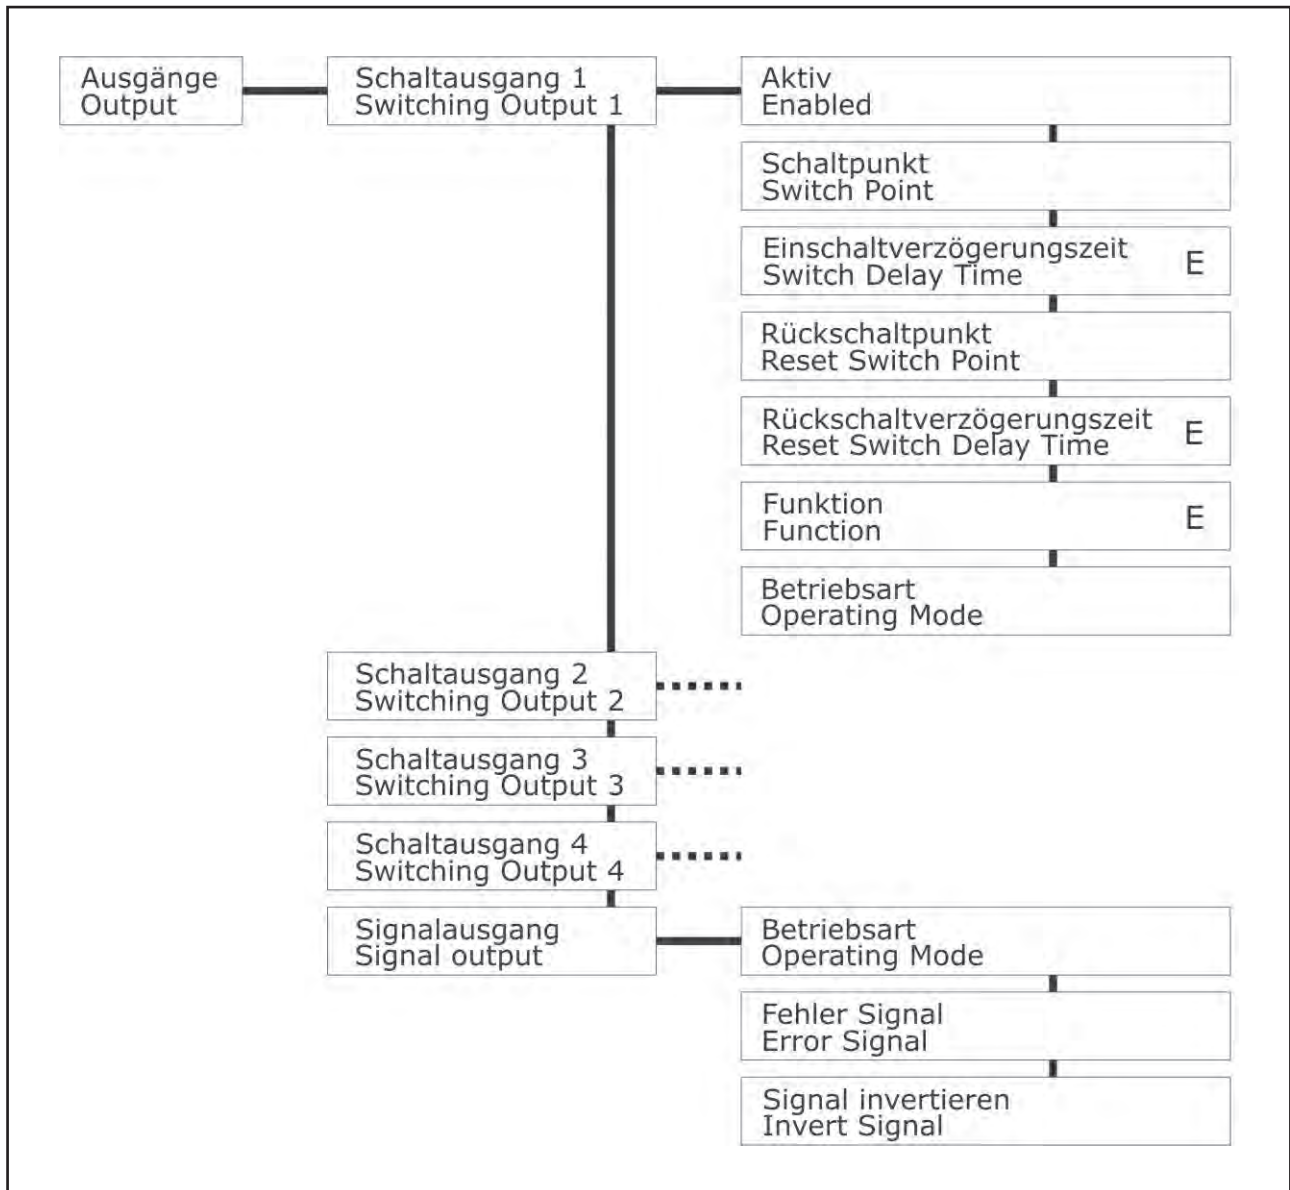 Ausgänge
Output
Schaltausgang 1
Switching Output 1
Aktiv
Enabled
Schaltpunkt
Switch Point
Einschaltverzögerungszeit
Switch Delay Time
E
Rückschaltpunkt
Reset Switch Point
Rückschaltverzögerungszeit
Reset Switch Delay Time
E
Funktion
Function
E
Betriebsart
Operating Mode
Schaltausgang 2
Switching Output 2
Schaltausgang 3
Switching Output 3
Schaltausgang 4
Switching Output 4
Signalausgang
Signal output
Betriebsart
Operating Mode
Fehler Signal
Error Signal
Signal invertieren
Invert Signal